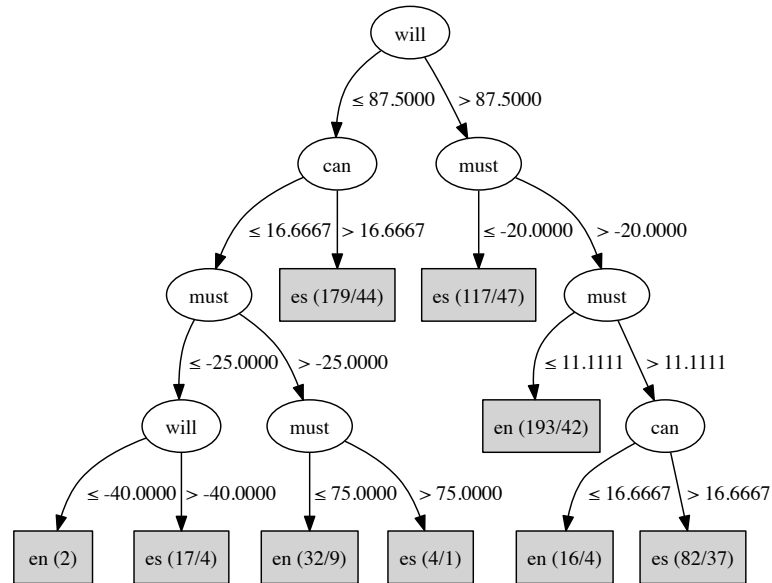 will
≤ 87.5000 > 87.5000
can must
≤ 16.6667 > 16.6667 ≤ -20.0000 > -20.0000
must es (179/44) es (117/47) must
≤ -25.0000 > -25.0000 ≤ 11.1111 > 11.1111
will must en (193/42) can
≤ -40.0000 > -40.0000 ≤ 75.0000 > 75.0000 ≤ 16.6667 > 16.6667
en (2) es (17/4) en (32/9) es (4/1) en (16/4) es (82/37)